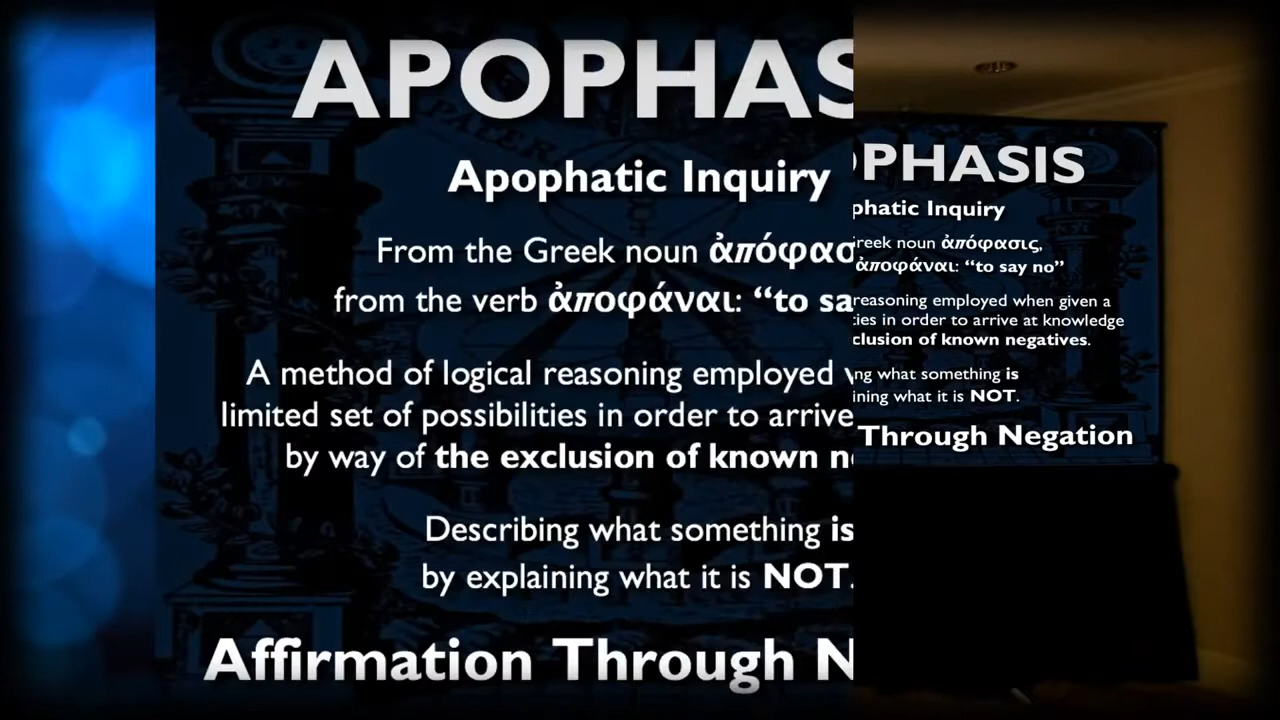 APOPHAS
PATER
Apophatic Inquiry
From the Greek noun ἀπόφασ
from the verb ἀποφάναι: “to sa
A method of logical reasoning employed
limited set of possibilities in order to arrive
by way of the exclusion of known n
Describing what something is
by explaining what it is NOT.
Affirmation Through N
OPHASIS
phatic Inquiry
reek noun ἀπόφασις,
ἀποφάναι: “to say no”
reasoning employed when given a
ties in order to arrive at knowledge
clusion of known negatives.
ng what something is
ining what it is NOT.
Through Negation